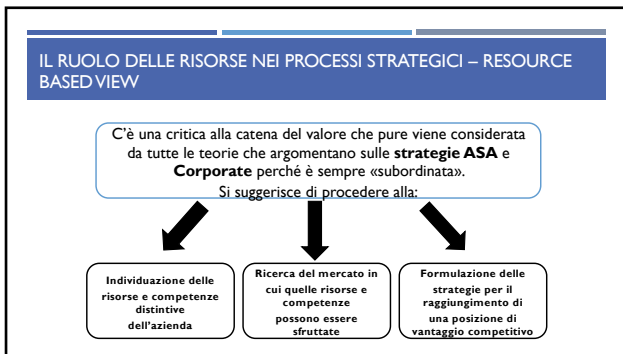 IL RUOLO DELLE RISORSE NEI PROCESSI STRATEGICI – RESOURCE
BASED VIEW
C'è una critica alla catena del valore che pure viene considerata
da tutte le teorie che argomentano sulle strategie ASA e
Corporate perché è sempre «subordinata».
Si suggerisce di procedere alla:
Individuazione delle
risorse e competenze
distintive
dell'azienda
Ricerca del mercato in
cui quelle risorse e
competenze
possono essere
sfruttate
Formulazione delle
strategie per il
raggiungimento di
una posizione di
vantaggio competitivo